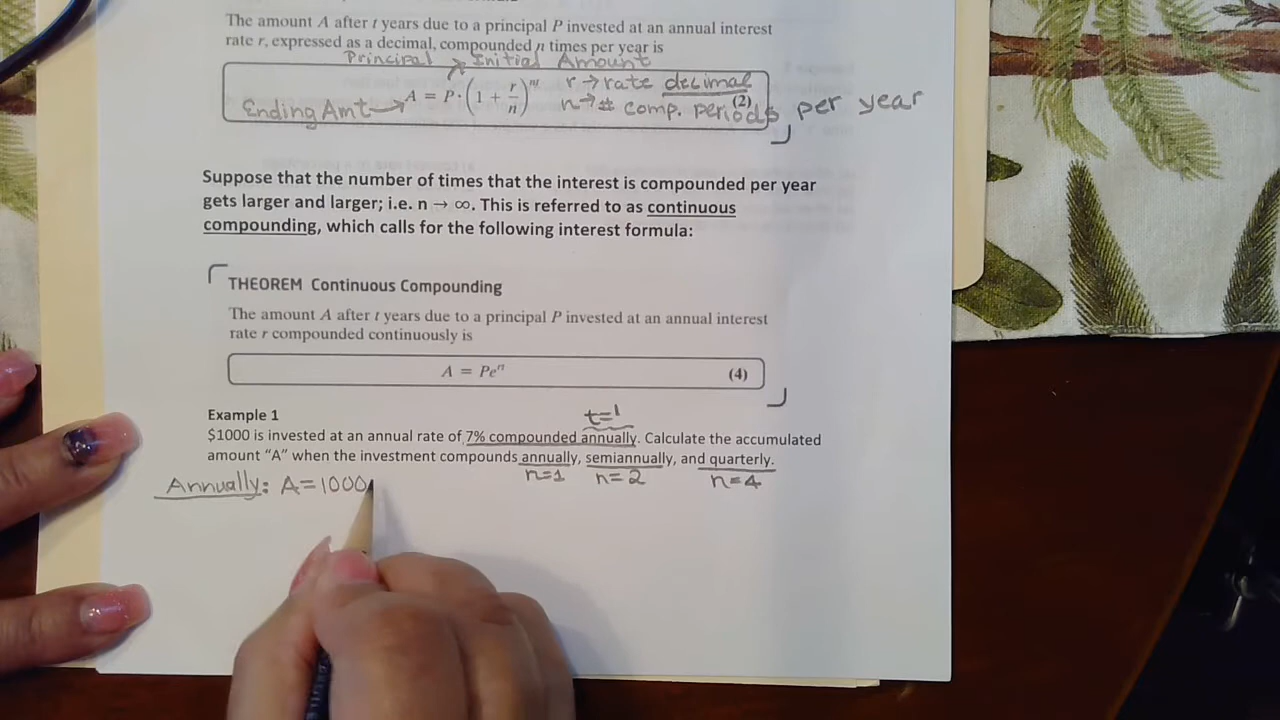 The amount A after t years due to a principal P invested at an annual interest
rate r, expressed as a decimal, compounded n times per year is
Principal Initial Amount
Ending Amt → A = P · (1 + r/n)^nt r → rate decimal
n → # comp. periods per year
(2)
Suppose that the number of times that the interest is compounded per year
gets larger and larger; i.e. n → ∞. This is referred to as continuous
compounding, which calls for the following interest formula:
THEOREM Continuous Compounding
The amount A after t years due to a principal P invested at an annual interest
rate r compounded continuously is
A = Pe^rt (4)
Example 1
t=1
$1000 is invested at an annual rate of 7% compounded annually. Calculate the accumulated
amount “A” when the investment compounds annually, semiannually, and quarterly.
n=1 n=2 n=4
Annually: A=1000